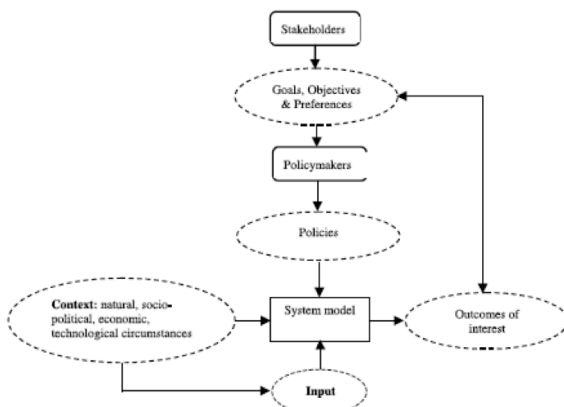 Stakeholders
Goals, Objectives
& Preferences
Policymakers
Policies
Context: natural, socio-
political, economic,
technological circumstances
System model
Outcomes of
interest
Input